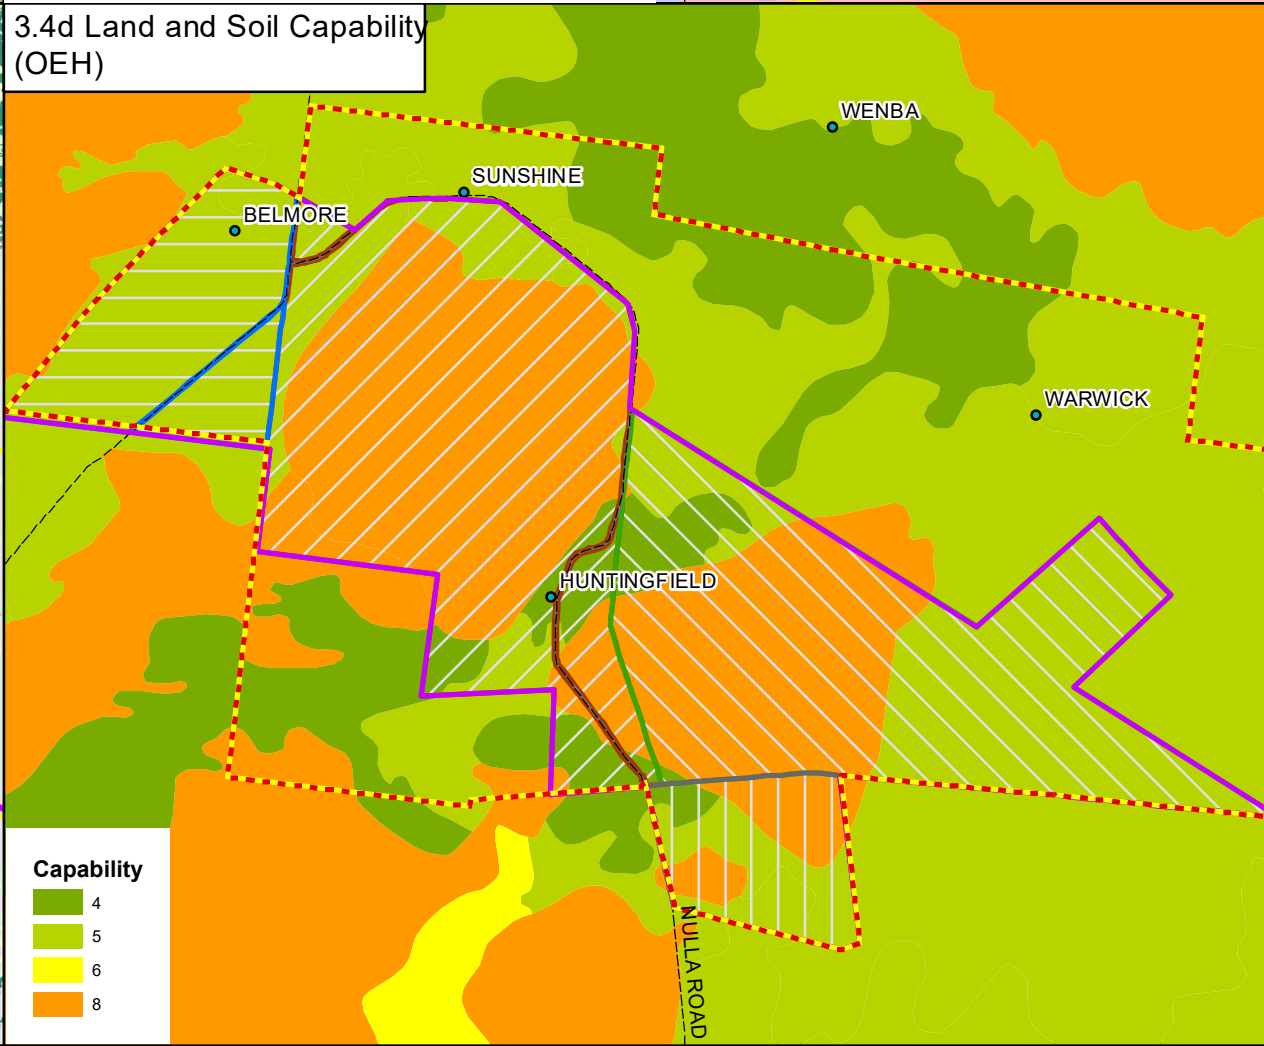 3.4d Land and Soil Capability
(OEH)
WENBA
SUNSHINE
BELMORE
WARWICK
HUNTINGFIELD
NULLA ROAD
Capability
4
5
6
8